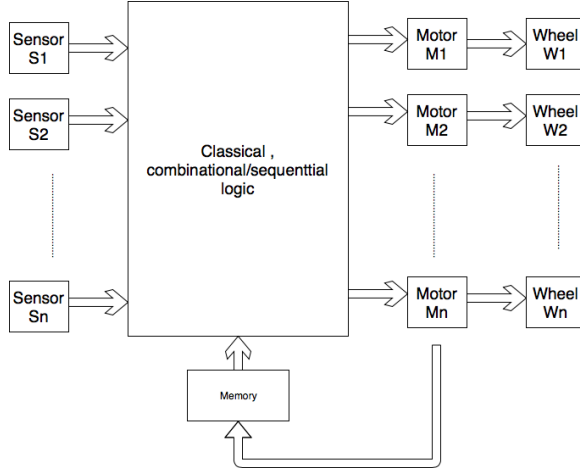 Sensor
S1
Motor
M1
Wheel
W1
Sensor
S2
Motor
M2
Wheel
W2
Classical ,
combinational/sequenttial
logic
Sensor
Sn
Motor
Mn
Wheel
Wn
Memory